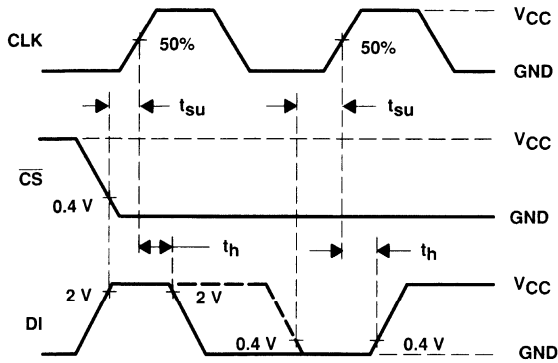 CLK
50%
50%
VCC
GND
tsu
tsu
VCC
CS
0.4 V
GND
th
th
2 V
2 V
VCC
DI
0.4 V
0.4 V
GND